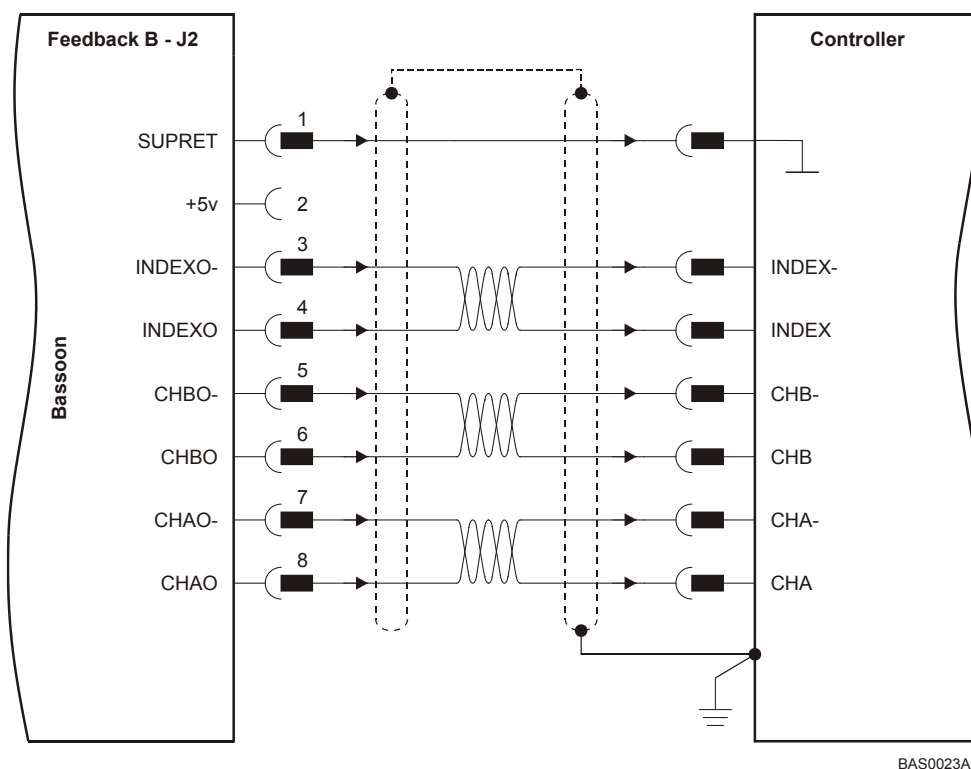 Feedback B - J2
Controller
1
SUPRET
+5v
2
3
INDEXO-
INDEX-
4
INDEXO
INDEX
5
CHBO-
CHB-
6
CHBO
CHB
7
CHAO-
CHA-
8
CHAO
CHA
Bassoon
BAS0023A